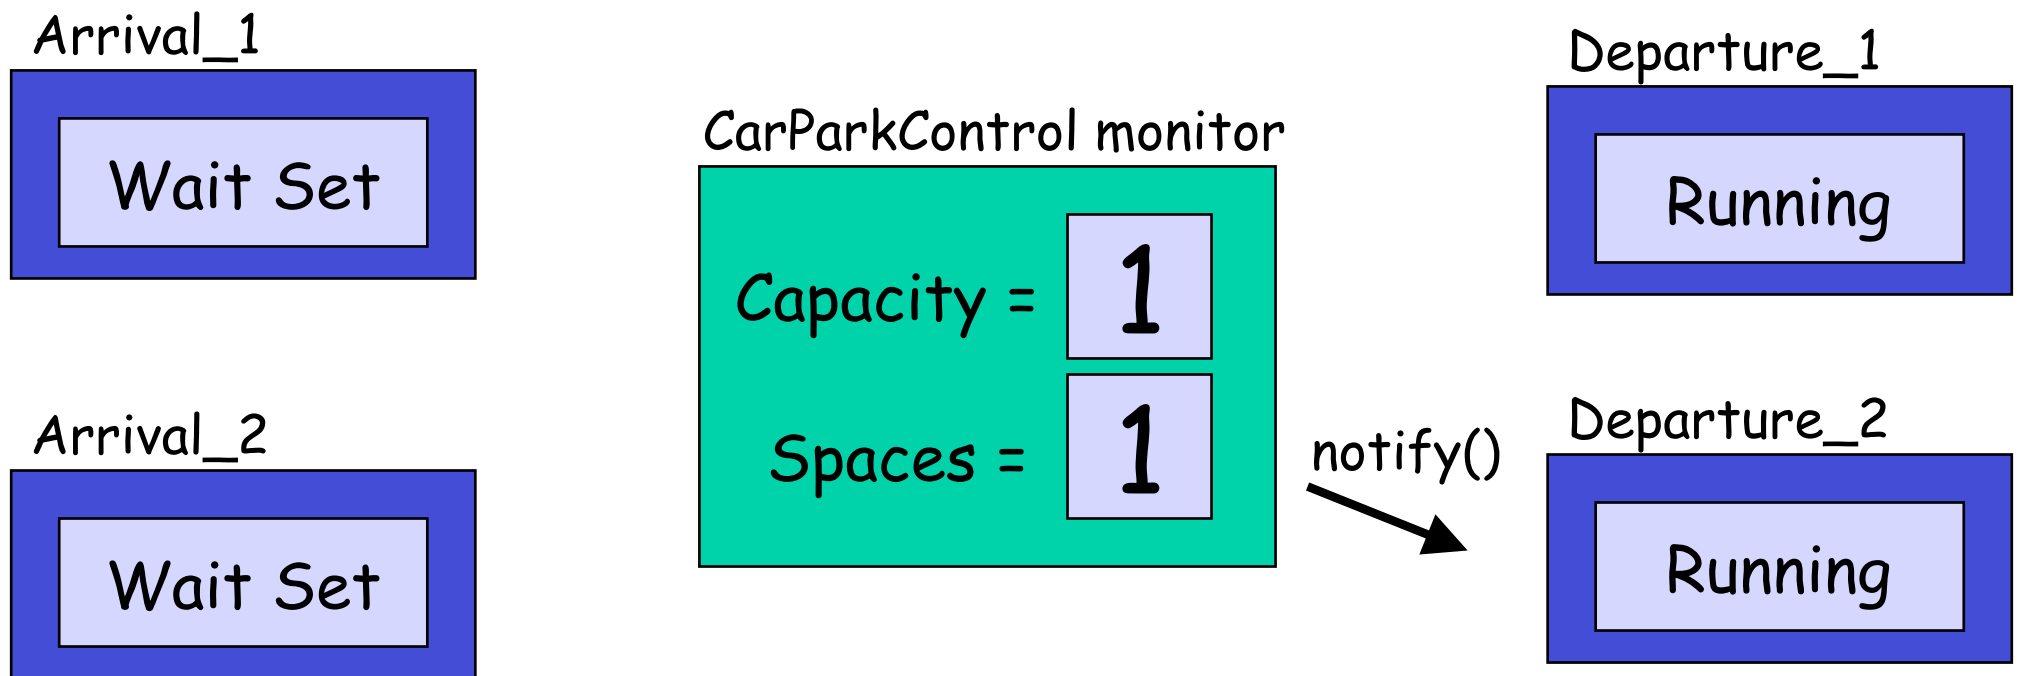 Arrival_1
Wait Set
Arrival_2
Wait Set
CarParkControl monitor
Capacity = 1
Spaces = 1
notify()
Departure_1
Running
Departure_2
Running